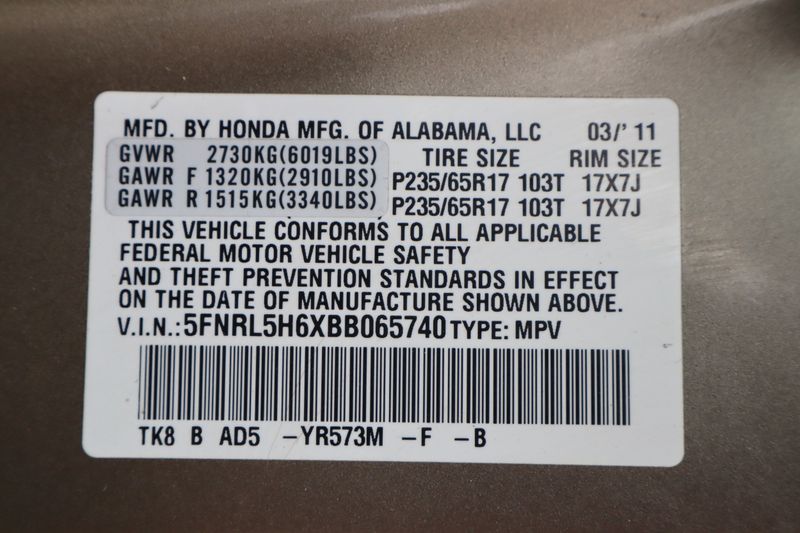 MFD. BY HONDA MFG. OF ALABAMA, LLC 03/' 11
GVWR 2730KG(6019LBS) TIRE SIZE RIM SIZE
GAWR F 1320KG(2910LBS) P235/65R17 103T 17X7J
GAWR R 1515KG(3340LBS) P235/65R17 103T 17X7J
THIS VEHICLE CONFORMS TO ALL APPLICABLE
FEDERAL MOTOR VEHICLE SAFETY
AND THEFT PREVENTION STANDARDS IN EFFECT
ON THE DATE OF MANUFACTURE SHOWN ABOVE.
V.I.N.:5FNRL5H6XBB065740 TYPE: MPV
TK8 B AD5 -YR573M -F -B